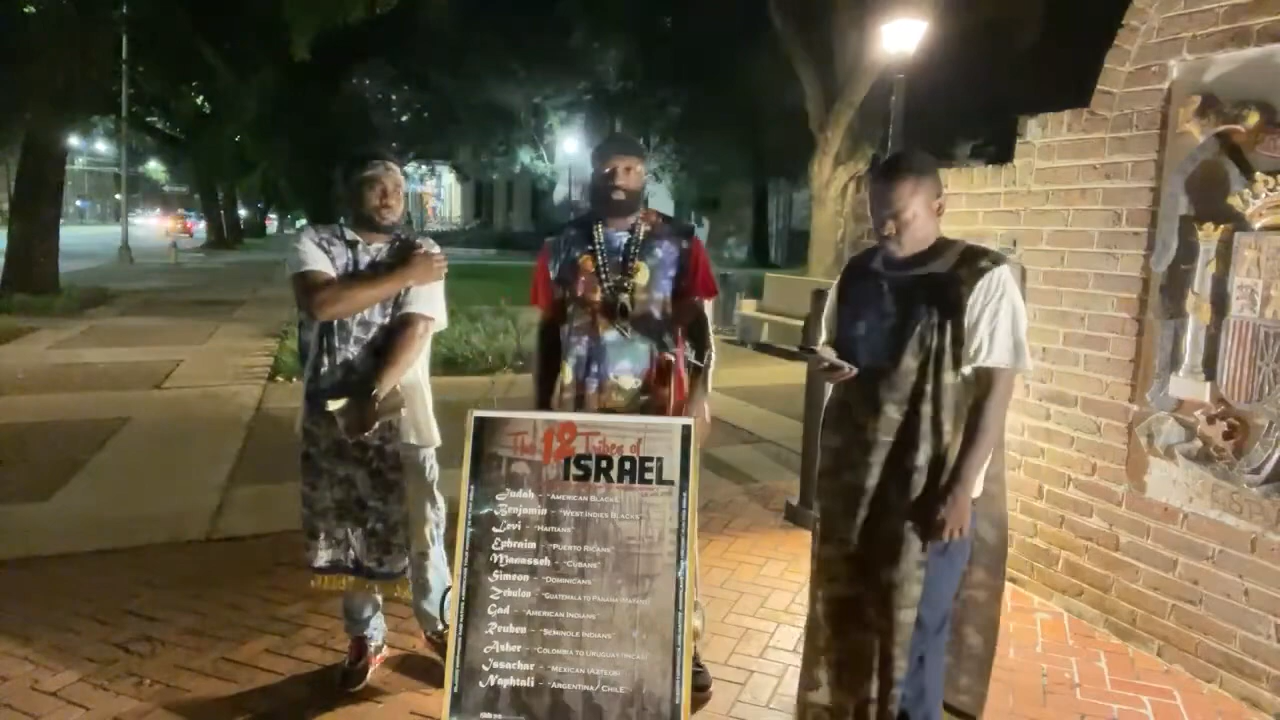 The 12 Tribes of
ISRAEL
Judah - "AMERICAN BLACKS"
Benjamin - "WEST INDIES BLACKS"
Levi - "HAITIANS"
Ephraim - "PUERTO RICANS"
Manasseh - "CUBANS"
Simeon - "DOMINICANS"
Zebulon - "GUATEMALA TO PANAMA (MAYANS)
Gad - "AMERICAN INDIANS"
Reuben - "SEMINOLE INDIANS"
Asher - "COLOMBIA TO URUGUAY (INCAS)
Issachar - "MEXICAN (AZTECS)
Naphtali - "ARGENTINA / CHILE"